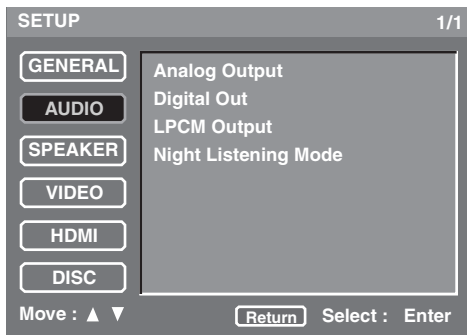 SETUP 1/1
GENERAL
AUDIO
SPEAKER
VIDEO
HDMI
DISC
Analog Output
Digital Out
LPCM Output
Night Listening Mode
Move : ▲ ▼ Return Select : Enter